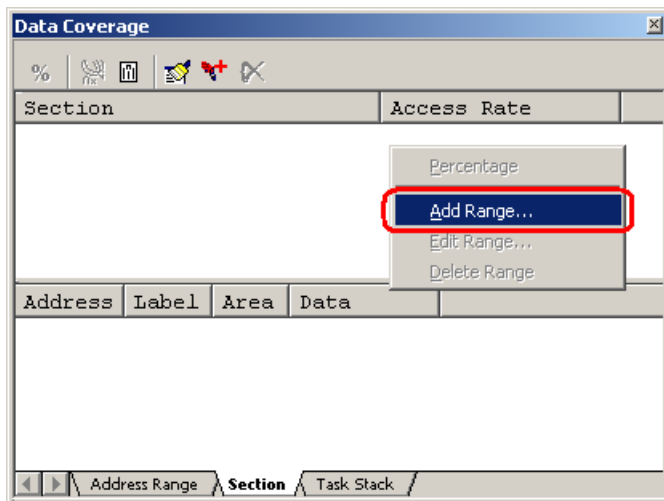 Data Coverage
%
Section Access Rate
Percentage
Add Range...
Edit Range...
Delete Range
Address Label Area Data
Address Range Section Task Stack